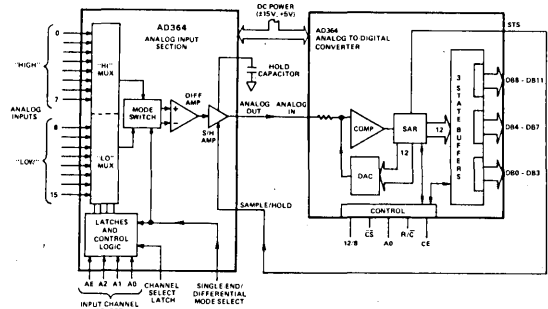 AD364
ANALOG INPUT
SECTION
DC POWER
(±15V, +5V)
AD364
ANALOG TO DIGITAL
CONVERTER
STS
0
"HIGH"
7
ANALOG
INPUTS
8
"LOW"
15
"HI"
MUX
"LO"
MUX
MODE
SWITCH
DIFF
AMP
+
−
S/H
AMP
HOLD
CAPACITOR
ANALOG
OUT
ANALOG
IN
COMP
SAR
12
12
DAC
3
STATE
BUFFERS
DB8 - DB11
DB4 - DB7
DB0 - DB3
CONTROL
12/8 C̅S̅ A0 R/C̅ CE
SAMPLE/HOLD
LATCHES
AND
CONTROL
LOGIC
AE A2 A1 A0
INPUT CHANNEL
CHANNEL
SELECT
LATCH
SINGLE END/
DIFFERENTIAL
MODE SELECT